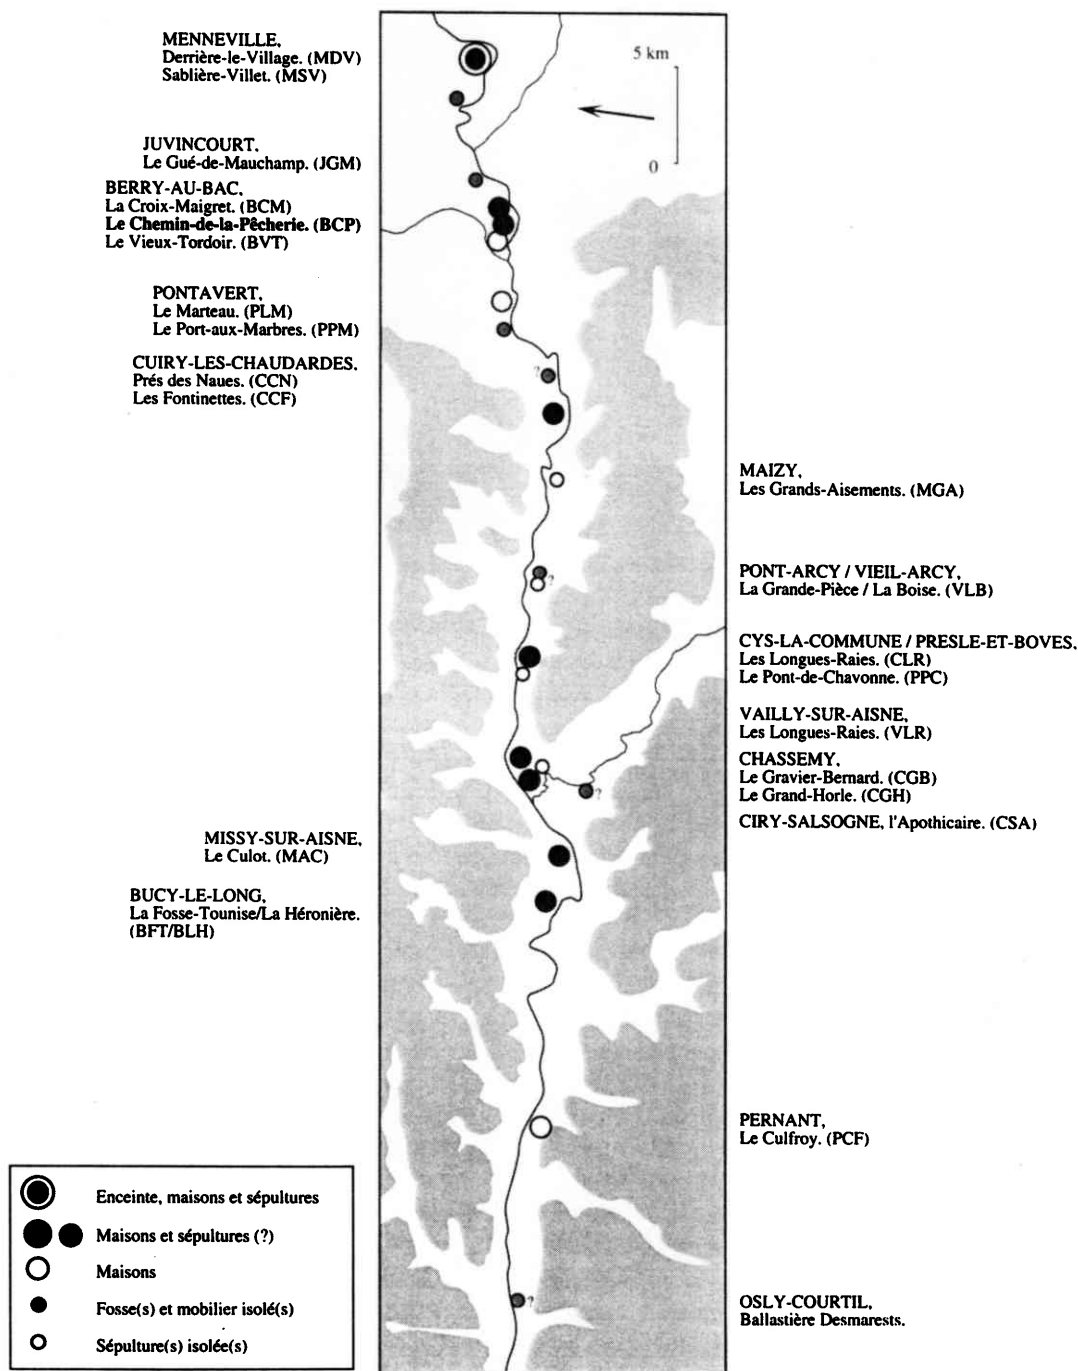 MENNEVILLE,
Derrière-le-Village. (MDV)
Sablière-Villet. (MSV)
5 km
0
JUVINCOURT,
Le Gué-de-Mauchamp. (JGM)
BERRY-AU-BAC,
La Croix-Maigret. (BCM)
Le Chemin-de-la-Pêcherie. (BCP)
Le Vieux-Tordoir. (BVT)
PONTAVERT,
Le Marteau. (PLM)
Le Port-aux-Marbres. (PPM)
CUIRY-LES-CHAUDARDES,
Prés des Naues. (CCN)
Les Fontinettes. (CCF)
?
MAIZY,
Les Grands-Aisements. (MGA)
?
PONT-ARCY / VIEIL-ARCY,
La Grande-Pièce / La Boise. (VLB)
CYS-LA-COMMUNE / PRESLE-ET-BOVES,
Les Longues-Raies. (CLR)
Le Pont-de-Chavonne. (PPC)
VAILLY-SUR-AISNE,
Les Longues-Raies. (VLR)
CHASSEMY,
Le Gravier-Bernard. (CGB)
Le Grand-Horle. (CGH)
?
CIRY-SALSOGNE, l'Apothicaire. (CSA)
MISSY-SUR-AISNE,
Le Culot. (MAC)
BUCY-LE-LONG,
La Fosse-Tounise/La Héronière.
(BFT/BLH)
PERNANT,
Le Culfroy. (PCF)
?
OSLY-COURTIL,
Ballastière Desmarests.
Enceinte, maisons et sépultures
Maisons et sépultures (?)
Maisons
Fosse(s) et mobilier isolé(s)
Sépulture(s) isolée(s)